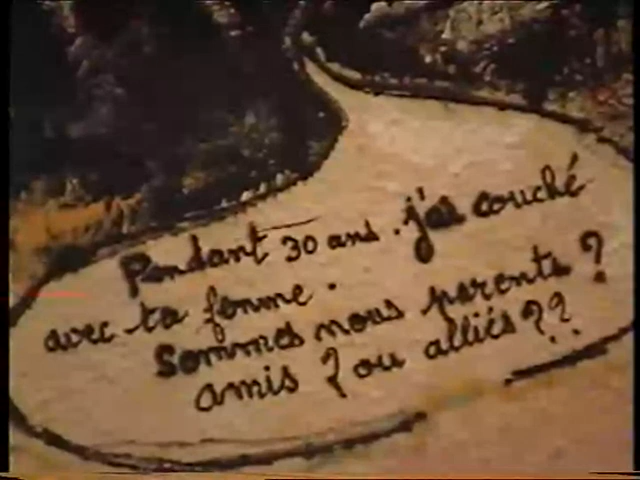 Pendant 30 ans. j'ai couché
avec ta femme.
Sommes nous parents ?
amis ? ou alliés ??